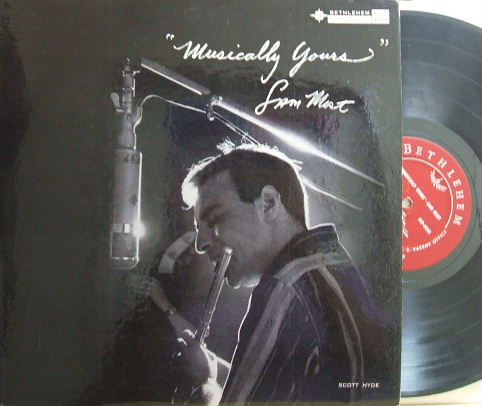 BETHLEHEM
"Musically Yours"
Sam Most
BETHLEHEM
SCOTT HYDE